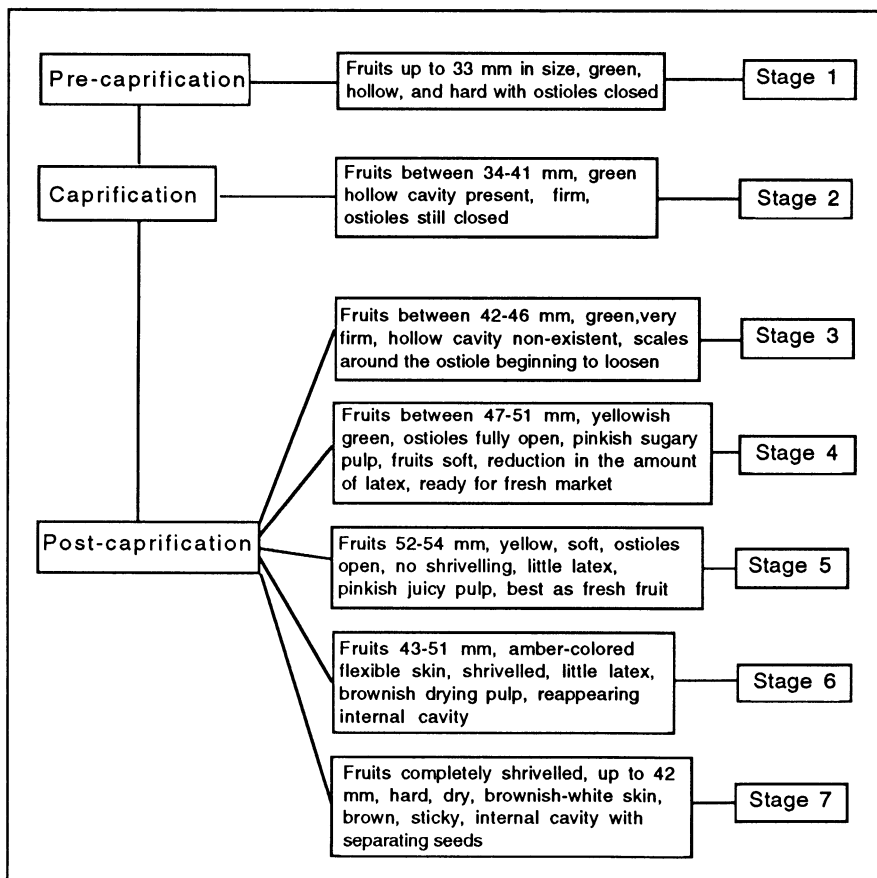 Pre-caprification
Fruits up to 33 mm in size, green,
hollow, and hard with ostioles closed
Stage 1
Caprification
Fruits between 34-41 mm, green
hollow cavity present, firm,
ostioles still closed
Stage 2
Fruits between 42-46 mm, green,very
firm, hollow cavity non-existent, scales
around the ostiole beginning to loosen
Stage 3
Fruits between 47-51 mm, yellowish
green, ostioles fully open, pinkish sugary
pulp, fruits soft, reduction in the amount
of latex, ready for fresh market
Stage 4
Post-caprification
Fruits 52-54 mm, yellow, soft, ostioles
open, no shrivelling, little latex,
pinkish juicy pulp, best as fresh fruit
Stage 5
Fruits 43-51 mm, amber-colored
flexible skin, shrivelled, little latex,
brownish drying pulp, reappearing
internal cavity
Stage 6
Fruits completely shrivelled, up to 42
mm, hard, dry, brownish-white skin,
brown, sticky, internal cavity with
separating seeds
Stage 7